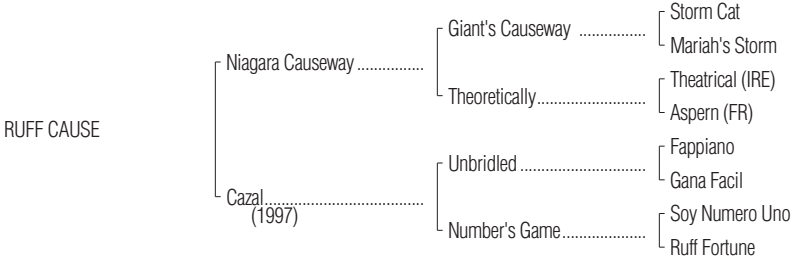 Storm Cat
Giant's Causeway ................
Mariah's Storm
Niagara Causeway ................
Theatrical (IRE)
Theoretically..........................
Aspern (FR)
RUFF CAUSE
Fappiano
Unbridled ..............................
Gana Facil
Cazal......................................
(1997)
Soy Numero Uno
Number's Game....................
Ruff Fortune